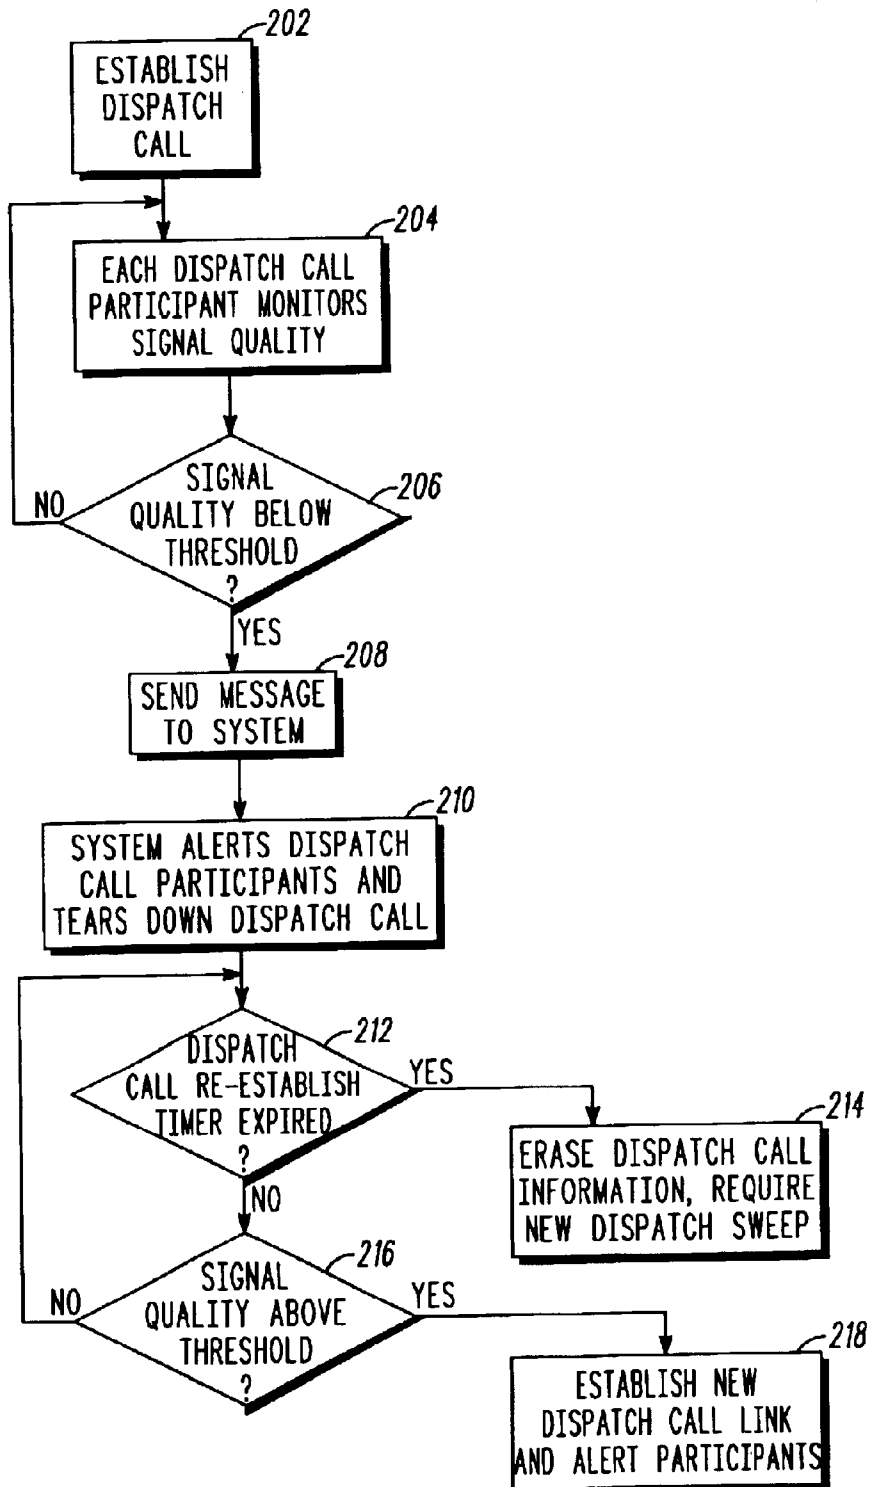 202
ESTABLISH
DISPATCH
CALL
204
EACH DISPATCH CALL
PARTICIPANT MONITORS
SIGNAL QUALITY
206
SIGNAL
QUALITY BELOW
THRESHOLD
?
NO
YES
208
SEND MESSAGE
TO SYSTEM
210
SYSTEM ALERTS DISPATCH
CALL PARTICIPANTS AND
TEARS DOWN DISPATCH CALL
212
DISPATCH
CALL RE-ESTABLISH
TIMER EXPIRED
?
YES
NO
214
ERASE DISPATCH CALL
INFORMATION, REQUIRE
NEW DISPATCH SWEEP
216
SIGNAL
QUALITY ABOVE
THRESHOLD
?
NO
YES
218
ESTABLISH NEW
DISPATCH CALL LINK
AND ALERT PARTICIPANTS